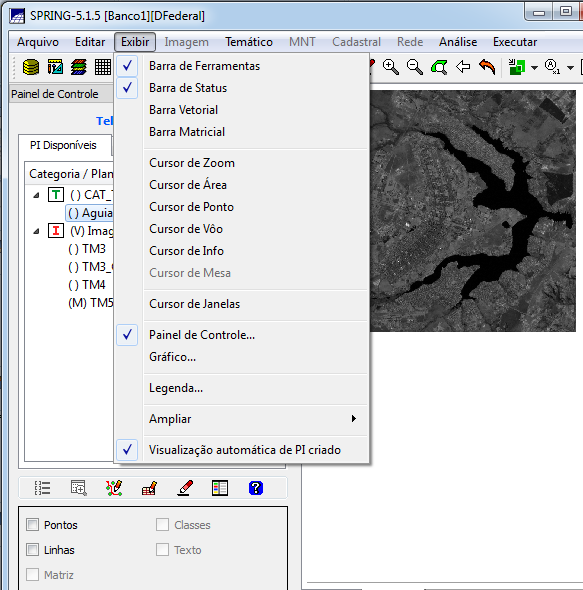 SPRING-5.1.5 [Banco1][DFederal]
Arquivo Editar Exibir Imagem Temático MNT Cadastral Rede Análise Executar
Painel de Controle
PI Disponíveis
Categoria / Plan
( ) CAT_
( ) Aguia
(V) Imag
( ) TM3
( ) TM3_
( ) TM4
(M) TM5
Barra de Ferramentas
Barra de Status
Barra Vetorial
Barra Matricial
Cursor de Zoom
Cursor de Área
Cursor de Ponto
Cursor de Vôo
Cursor de Info
Cursor de Mesa
Cursor de Janelas
Painel de Controle...
Gráfico...
Legenda...
Ampliar
Visualização automática de PI criado
Pontos
Classes
Linhas
Texto
Matriz